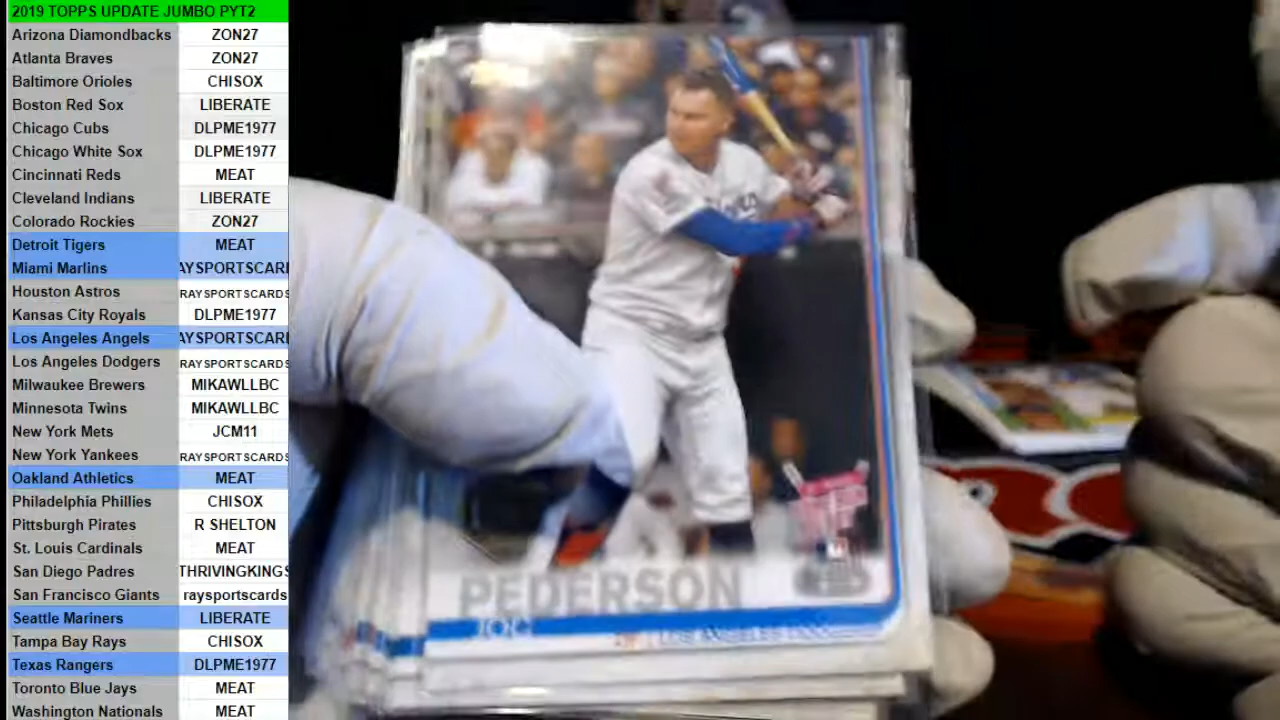 2019 TOPPS UPDATE JUMBO PYT2
Arizona Diamondbacks ZON27
Atlanta Braves ZON27
Baltimore Orioles CHISOX
Boston Red Sox LIBERATE
Chicago Cubs DLPME1977
Chicago White Sox DLPME1977
Cincinnati Reds MEAT
Cleveland Indians LIBERATE
Colorado Rockies ZON27
Detroit Tigers MEAT
Miami Marlins AYSPORTSCARD
Houston Astros RAYSPORTSCARDS
Kansas City Royals DLPME1977
Los Angeles Angels AYSPORTSCARD
Los Angeles Dodgers RAYSPORTSCARDS
Milwaukee Brewers MIKAWLLBC
Minnesota Twins MIKAWLLBC
New York Mets JCM11
New York Yankees RAYSPORTSCARDS
Oakland Athletics MEAT
Philadelphia Phillies CHISOX
Pittsburgh Pirates R SHELTON
St. Louis Cardinals MEAT
San Diego Padres THRIVINGKINGS
San Francisco Giants raysportscards
Seattle Mariners LIBERATE
Tampa Bay Rays CHISOX
Texas Rangers DLPME1977
Toronto Blue Jays MEAT
Washington Nationals MEAT
PEDERSON
JOC